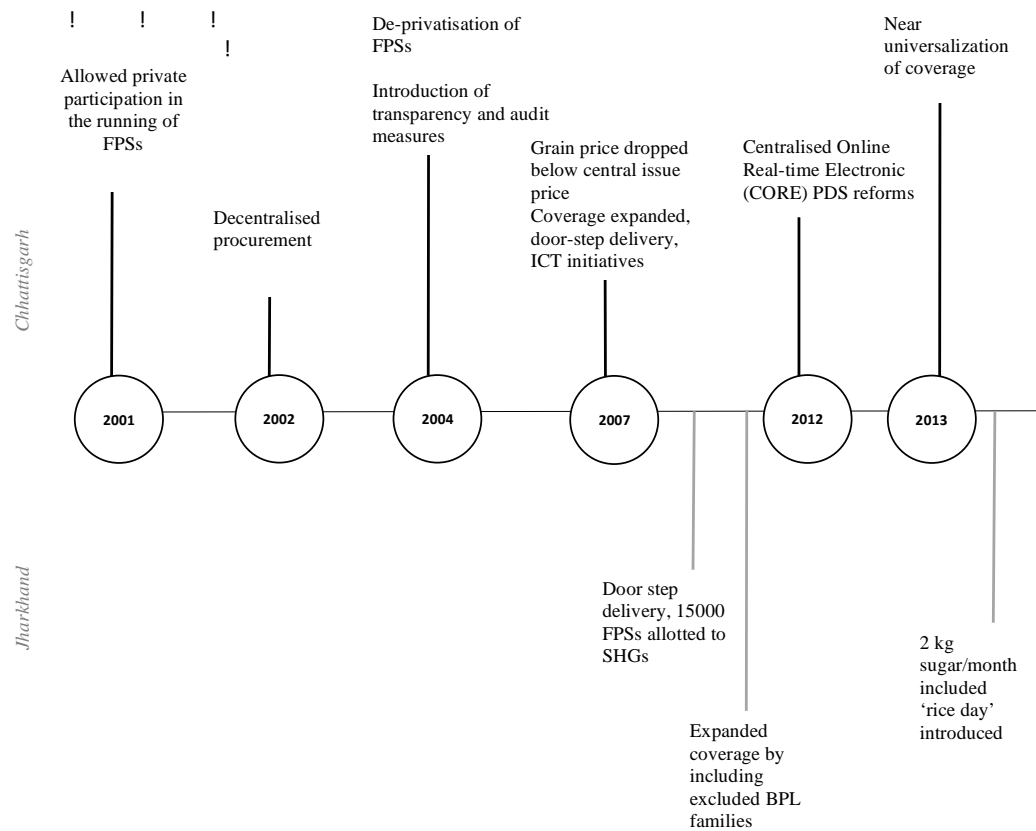 ! ! !
!
Allowed private
participation in
the running of
FPSs
Decentralised
procurement
De-privatisation of
FPSs
Introduction of
transparency and audit
measures
Grain price dropped
below central issue
price
Coverage expanded,
door-step delivery,
ICT initiatives
Centralised Online
Real-time Electronic
(CORE) PDS reforms
Near
universalization
of coverage
Chhattisgarh
2001
2002
2004
2007
2012
2013
Jharkhand
Door step
delivery, 15000
FPSs allotted to
SHGs
Expanded
coverage by
including
excluded BPL
families
2 kg
sugar/month
included
‘rice day’
introduced